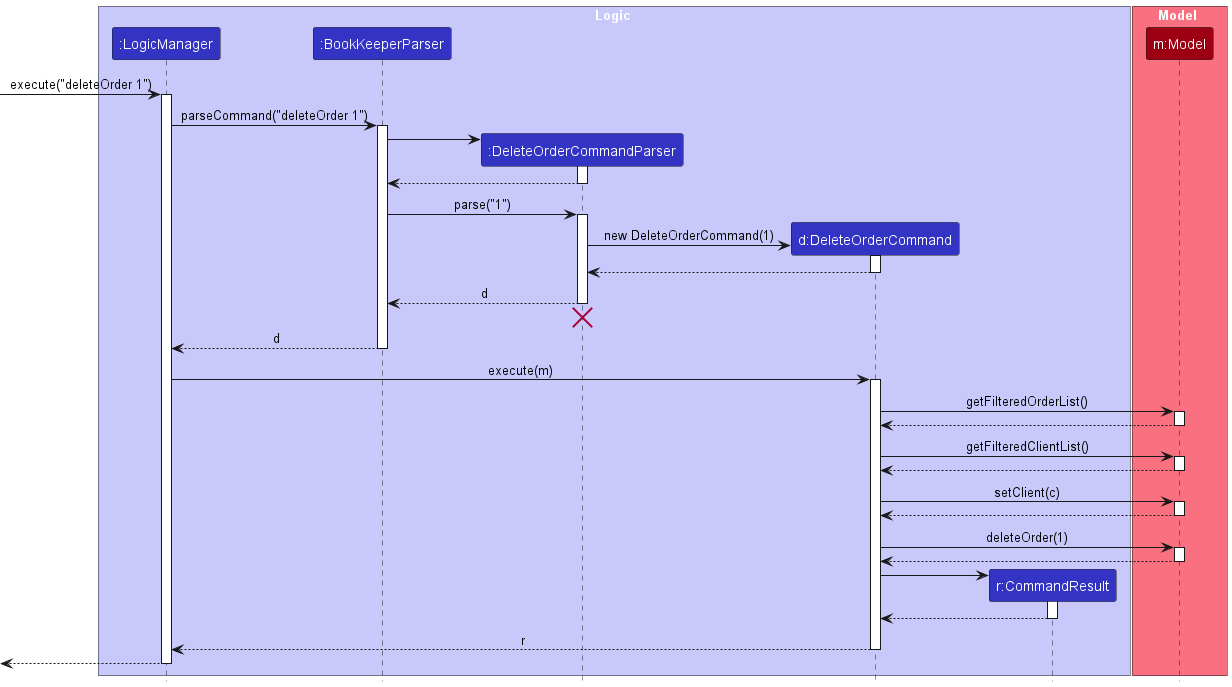 Logic
Model
:LogicManager
:BookKeeperParser
m:Model
execute("deleteOrder 1")
parseCommand("deleteOrder 1")
:DeleteOrderCommandParser
parse("1")
new DeleteOrderCommand(1)
d:DeleteOrderCommand
d
d
execute(m)
getFilteredOrderList()
getFilteredClientList()
setClient(c)
deleteOrder(1)
r:CommandResult
r